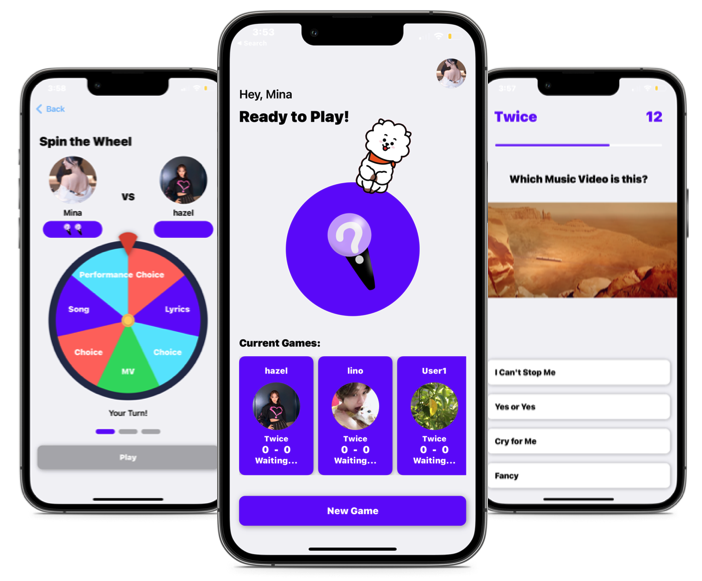 3:50
Back
Spin the Wheel
vs
Mina
hazel
Performance
Choice
Song
Lyrics
Choice
Choice
MV
Your Turn!
Play
3:53
Search
Hey, Mina
Ready to Play!
?
Current Games:
hazel
lino
User1
Twice
Twice
Twice
0 - 0
0 - 0
0 - 0
Waiting...
Waiting...
Waiting...
New Game
Twice
12
Which Music Video is this?
I Can't Stop Me
Yes or Yes
Cry for Me
Fancy